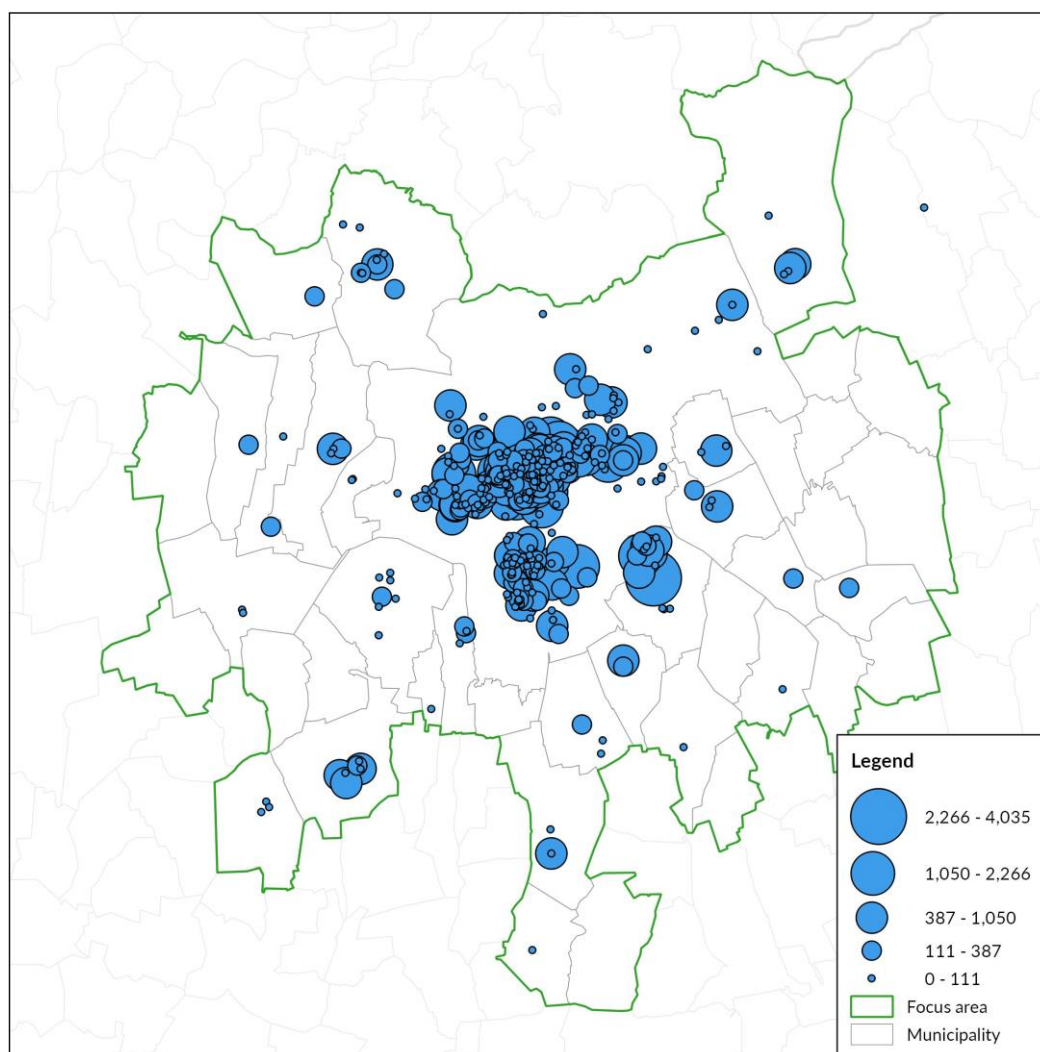 Legend
2,266 - 4,035
1,050 - 2,266
387 - 1,050
111 - 387
0 - 111
Focus area
Municipality